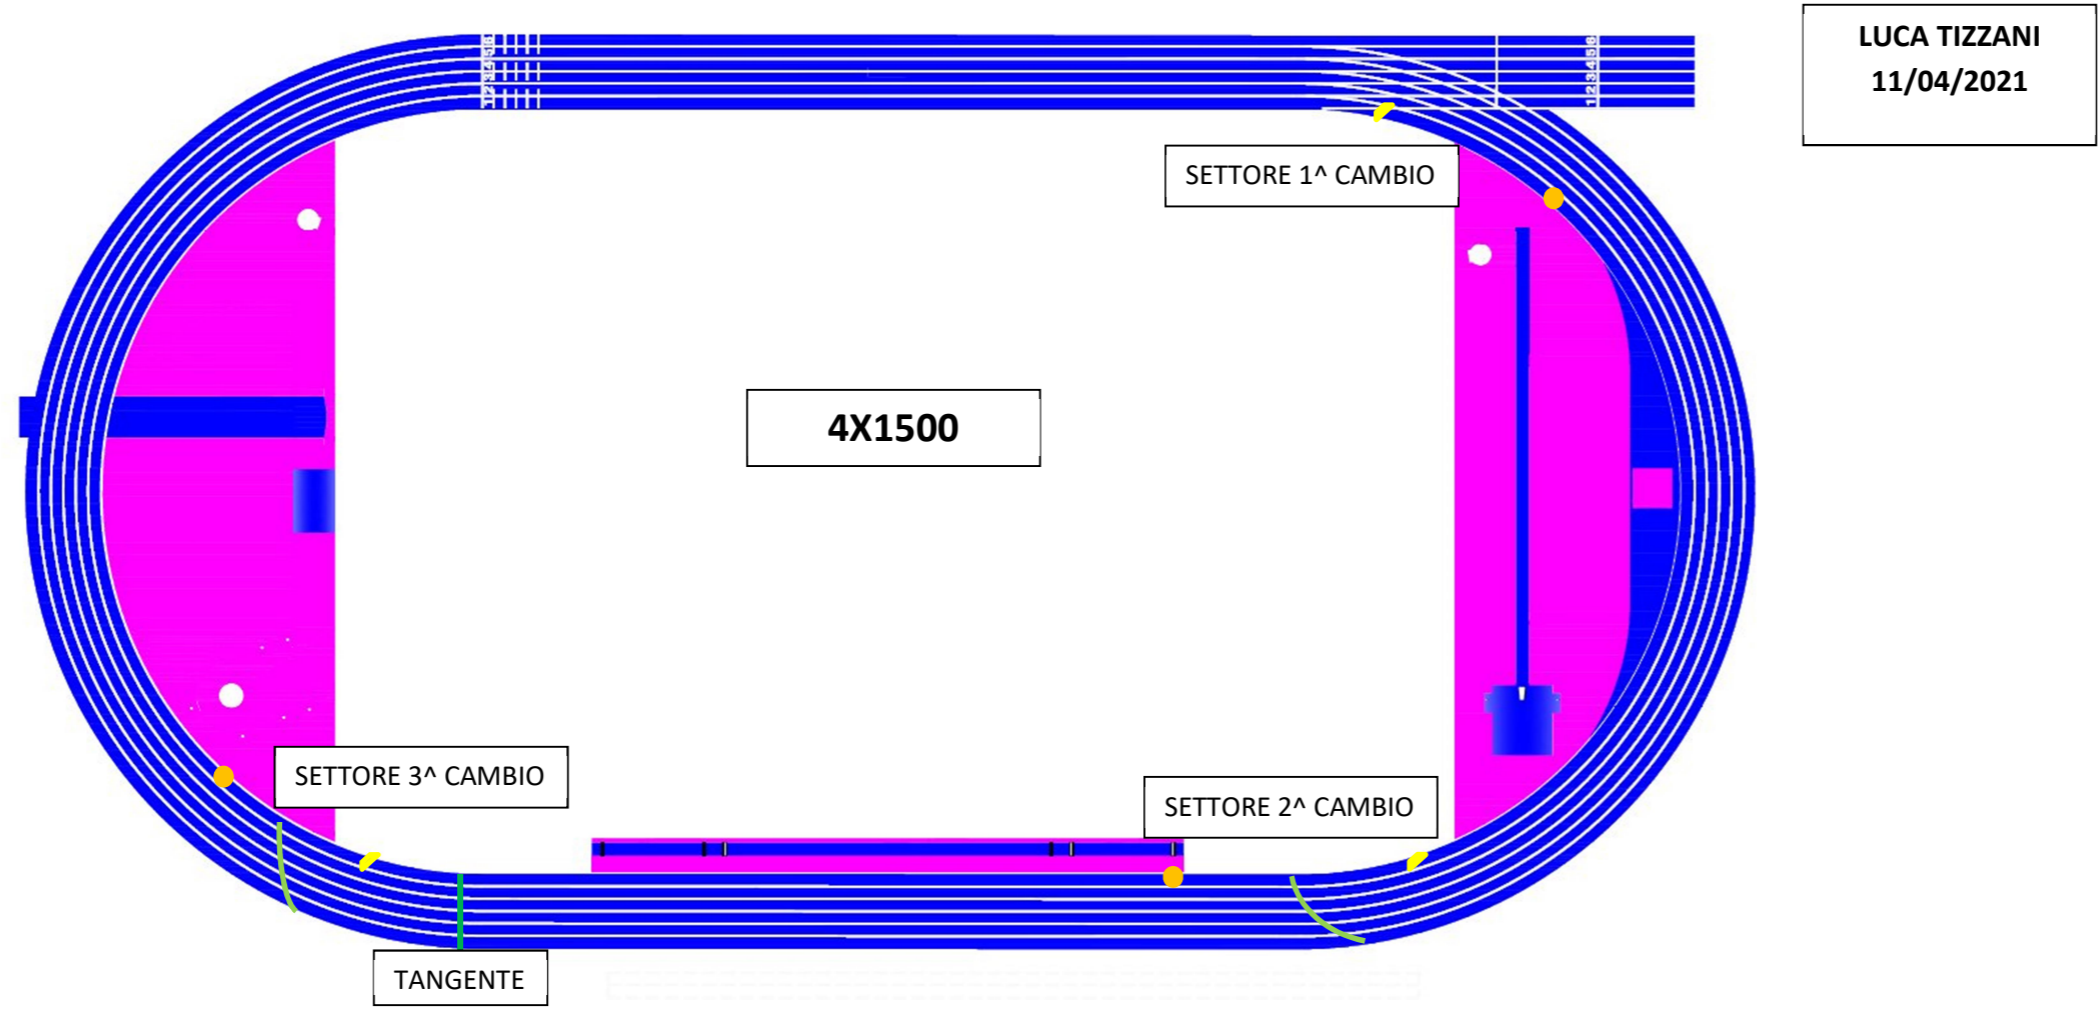 LUCA TIZZANI
11/04/2021
SETTORE 1^ CAMBIO
4X1500
SETTORE 3^ CAMBIO
SETTORE 2^ CAMBIO
TANGENTE